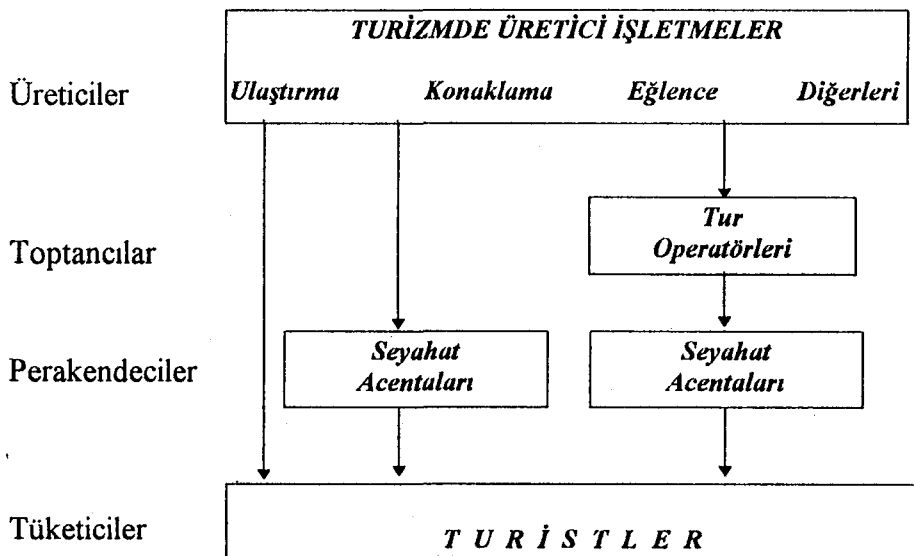 TURİZMDE ÜRETİCİ İŞLETMELER
Üreticiler
Ulaştırma Konaklama Eğlence Diğerleri
Tur
Operatörleri
Toptancılar
Perakendeciler
Seyahat
Acentaları
Seyahat
Acentaları
Tüketiciler
T U R İ S T L E R